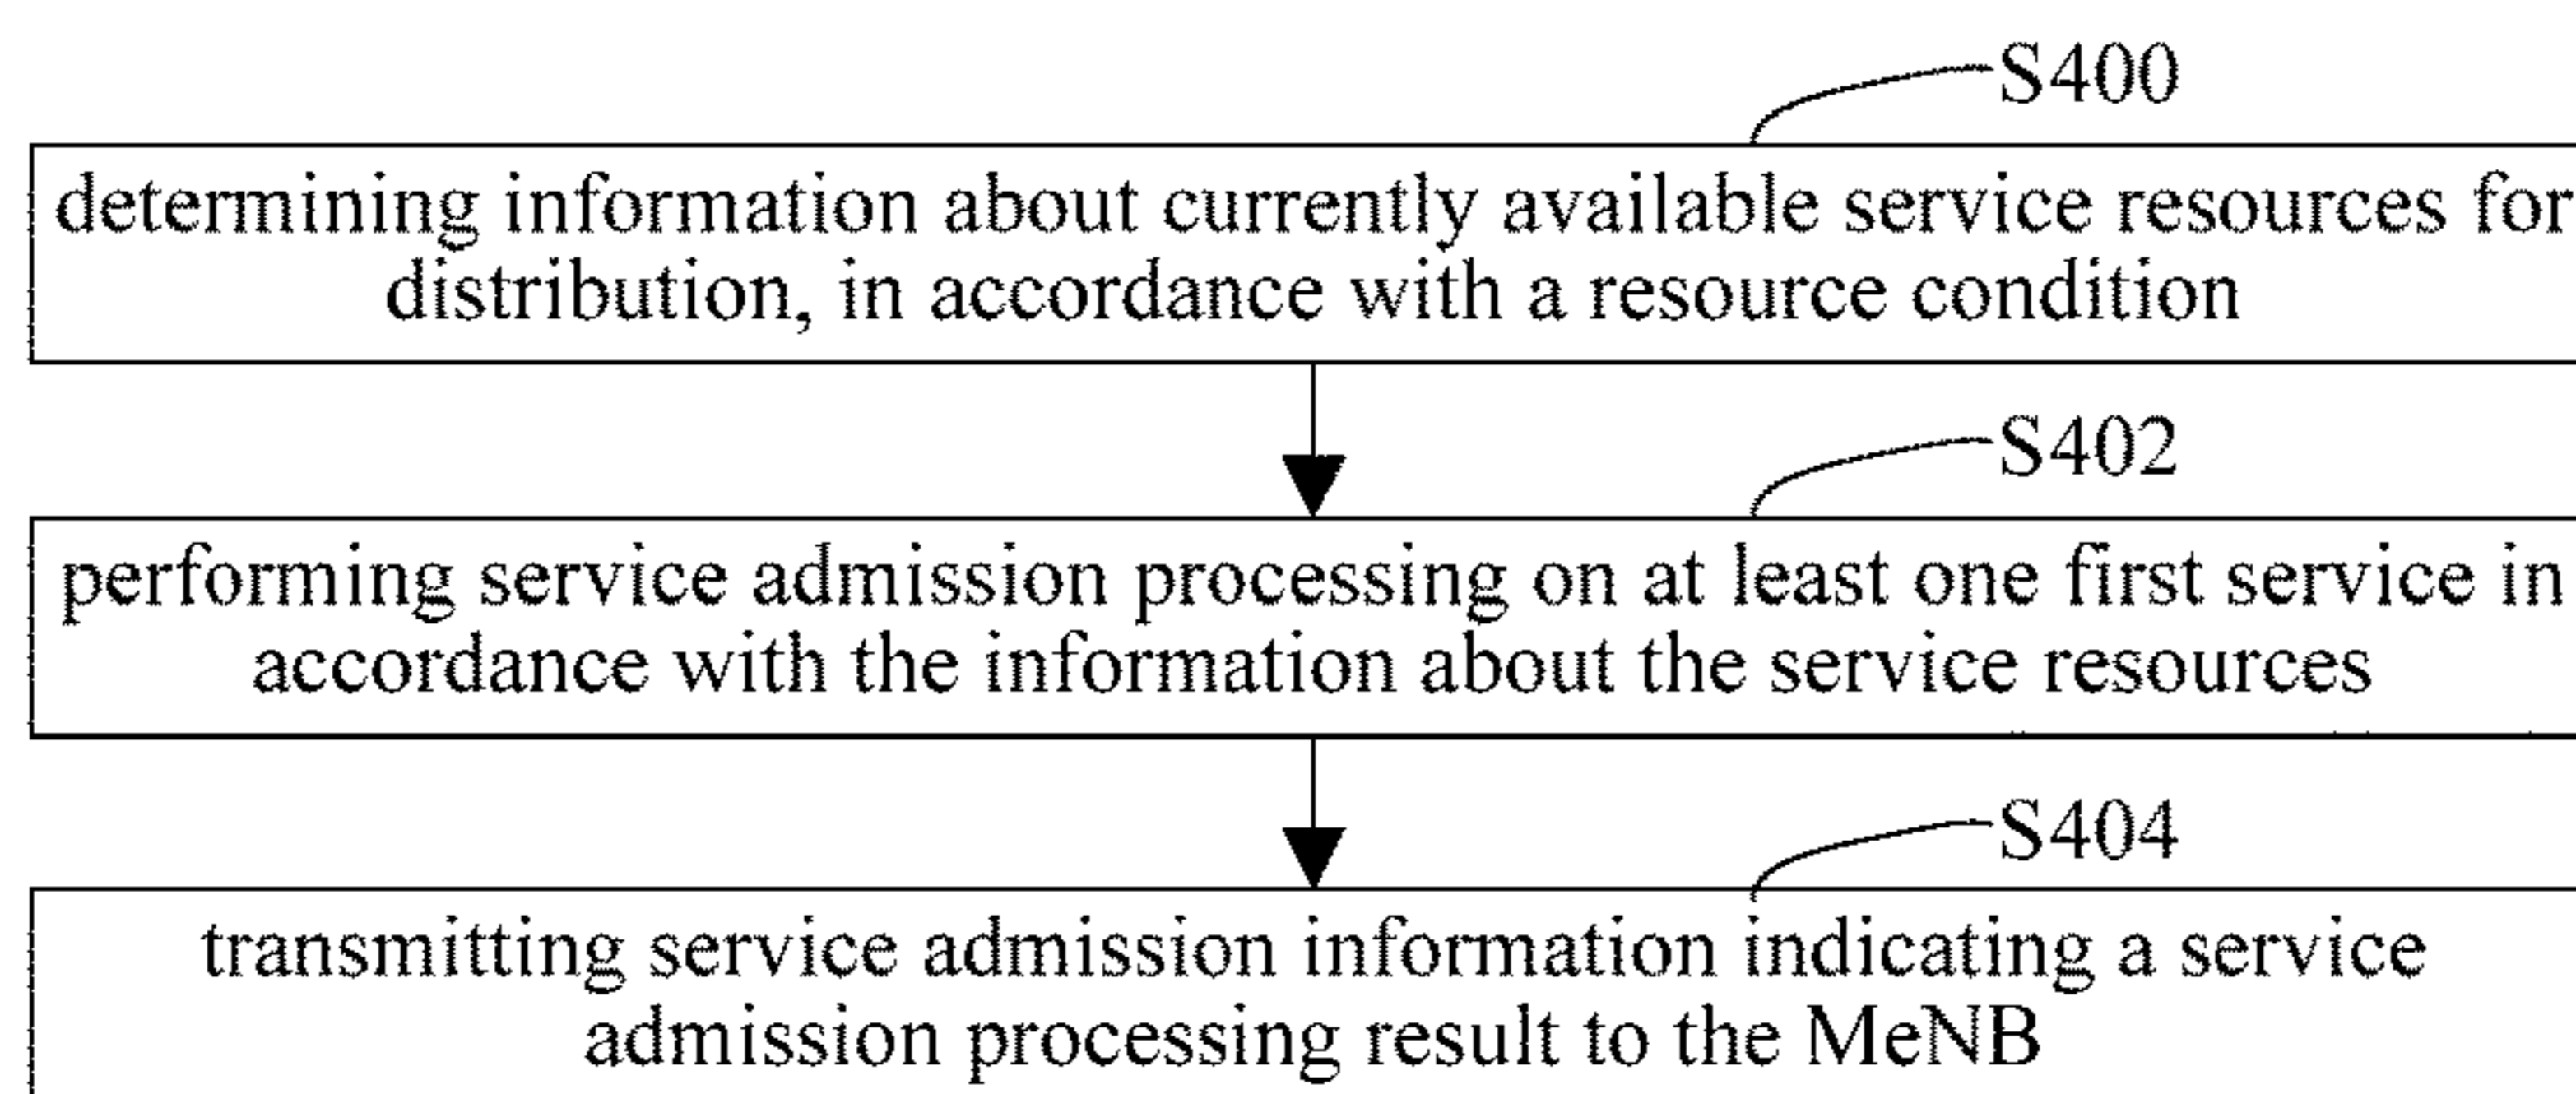 S400
determining information about currently available service resources for
distribution, in accordance with a resource condition
S402
performing service admission processing on at least one first service in
accordance with the information about the service resources
S404
transmitting service admission information indicating a service
admission processing result to the MeNB